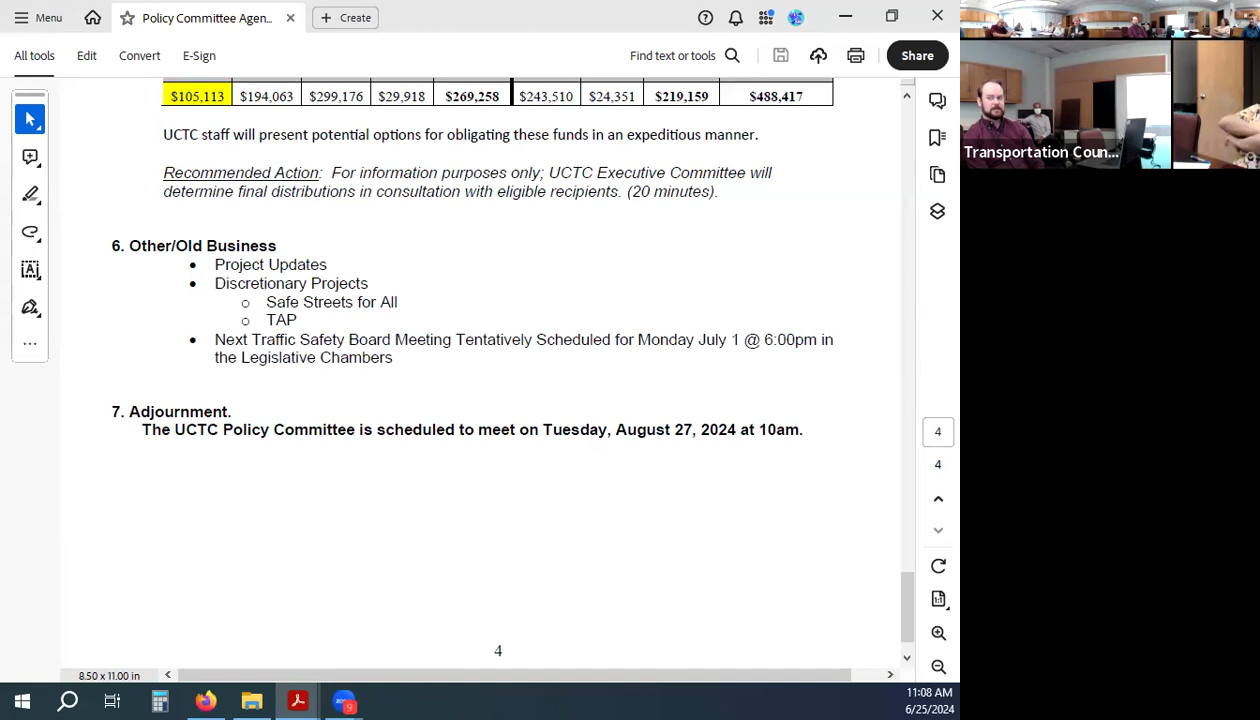 Menu
Policy Committee Agen...
Create
All tools
Edit
Convert
E-Sign
Find text or tools
Share
$105,113 $194,063 $299,176 $29,918 $269,258 $243,510 $24,351 $219,159 $488,417
UCTC staff will present potential options for obligating these funds in an expeditious manner.
Recommended Action: For information purposes only; UCTC Executive Committee will
determine final distributions in consultation with eligible recipients. (20 minutes).
6. Other/Old Business
• Project Updates
• Discretionary Projects
o Safe Streets for All
o TAP
• Next Traffic Safety Board Meeting Tentatively Scheduled for Monday July 1 @ 6:00pm in
the Legislative Chambers
7. Adjournment.
The UCTC Policy Committee is scheduled to meet on Tuesday, August 27, 2024 at 10am.
4
8.50 x 11.00 in
4
4
1:1
Transportation Coun...
9
11:08 AM
6/25/2024